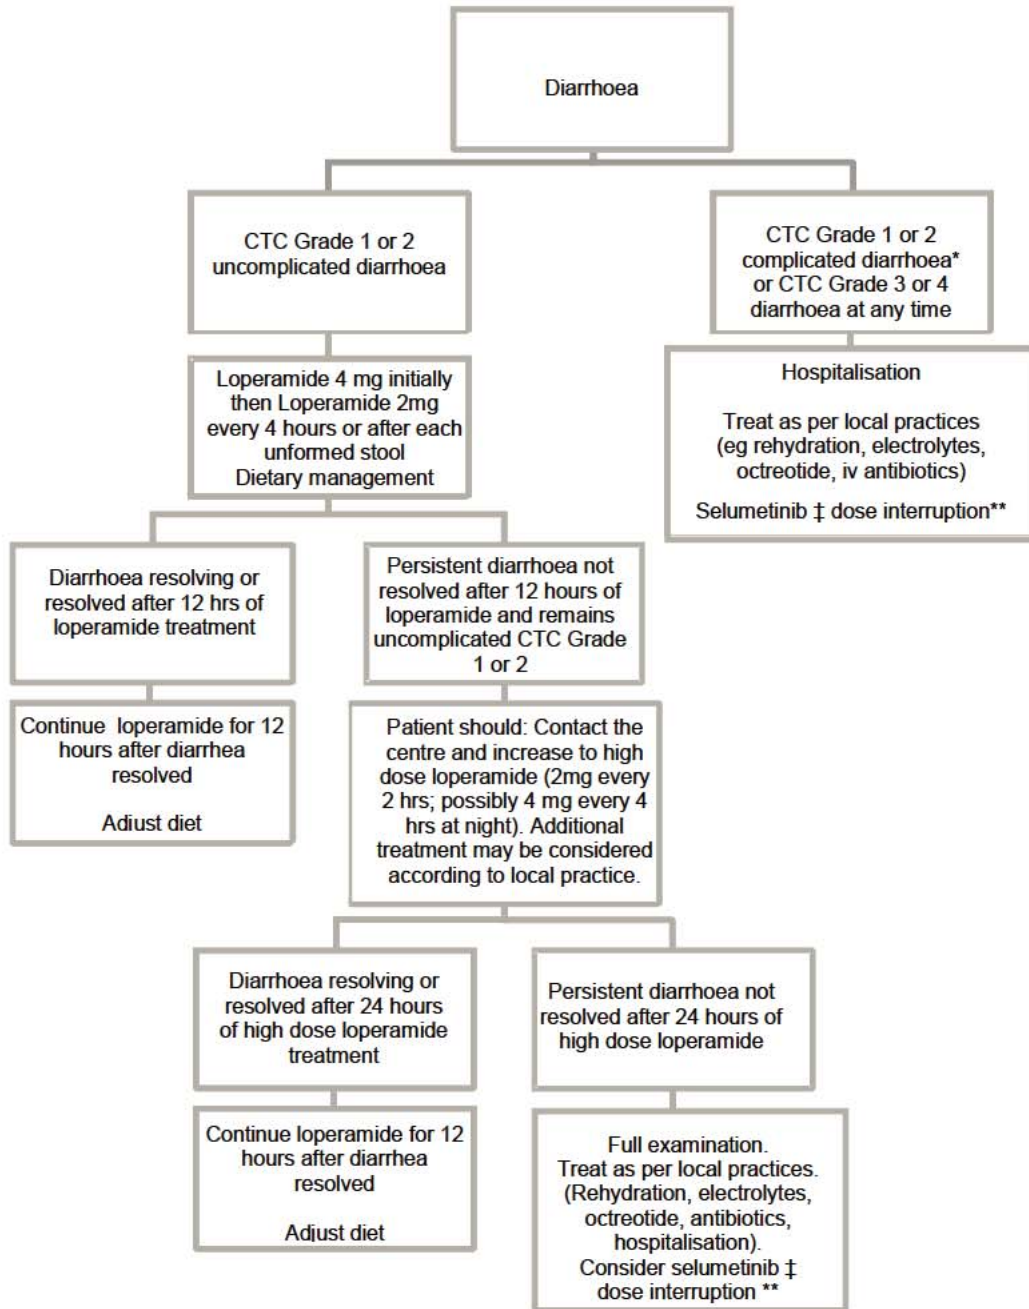 Diarrhoea
CTC Grade 1 or 2
uncomplicated diarrhoea
CTC Grade 1 or 2
complicated diarrhoea*
or CTC Grade 3 or 4
diarrhoea at any time
Loperamide 4 mg initially
then Loperamide 2mg
every 4 hours or after each
unformed stool
Dietary management
Hospitalisation
Treat as per local practices
(eg rehydration, electrolytes,
octreotide, iv antibiotics)
Selumetinib ‡ dose interruption**
Diarrhoea resolving or
resolved after 12 hrs of
loperamide treatment
Persistent diarrhoea not
resolved after 12 hours of
loperamide and remains
uncomplicated CTC Grade
1 or 2
Continue loperamide for 12
hours after diarrhea
resolved
Adjust diet
Patient should: Contact the
centre and increase to high
dose loperamide (2mg every
2 hrs; possibly 4 mg every 4
hrs at night). Additional
treatment may be considered
according to local practice.
Diarrhoea resolving or
resolved after 24 hours
of high dose loperamide
treatment
Persistent diarrhoea not
resolved after 24 hours of
high dose loperamide
Continue loperamide for 12
hours after diarrhea
resolved
Adjust diet
Full examination.
Treat as per local practices.
(Rehydration, electrolytes,
octreotide, antibiotics,
hospitalisation).
Consider selumetinib ‡
dose interruption **